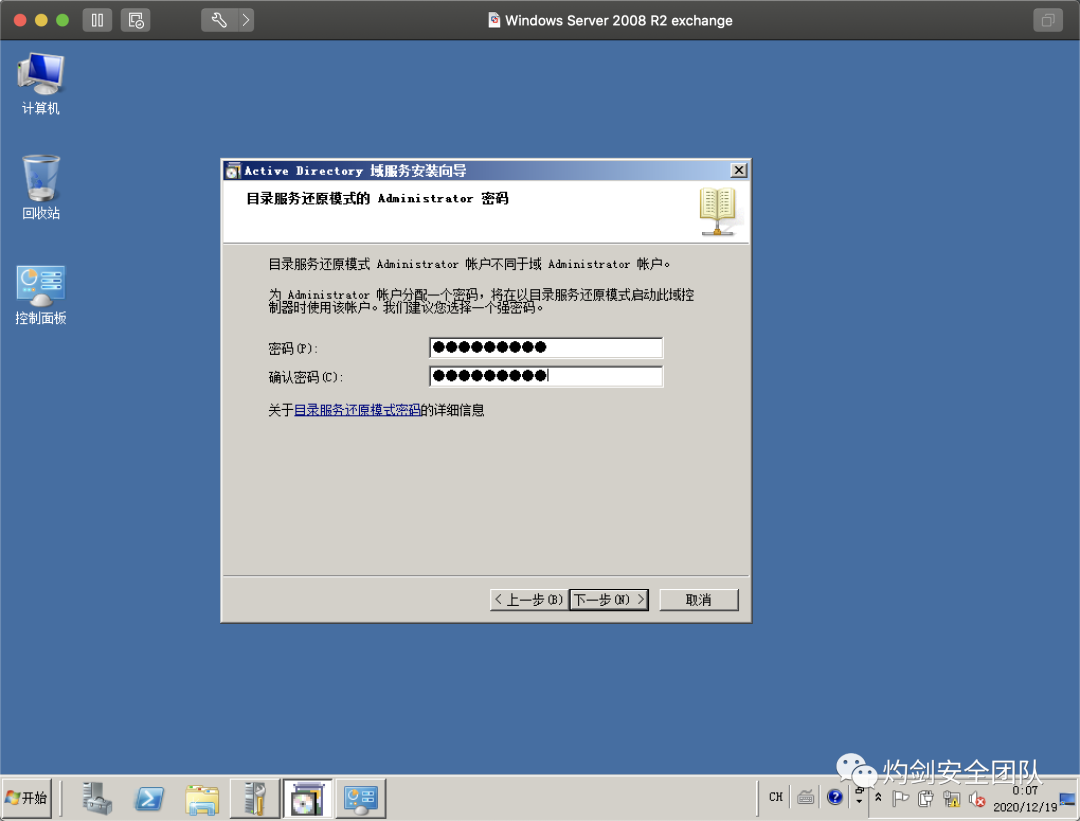 Windows Server 2008 R2 exchange
计算机
回收站
控制面板
Active Directory 域服务安装向导
目录服务还原模式的 Administrator 密码
目录服务还原模式 Administrator 帐户不同于域 Administrator 帐户。
为 Administrator 帐户分配一个密码，将在以目录服务还原模式启动此域控
制器时使用该帐户。我们建议您选择一个强密码。
密码(P):
确认密码(C):
关于目录服务还原模式密码的详细信息
< 上一步(B)
下一步(N) >
取消
灼剑安全团队
开始
CH
0:07
2020/12/19